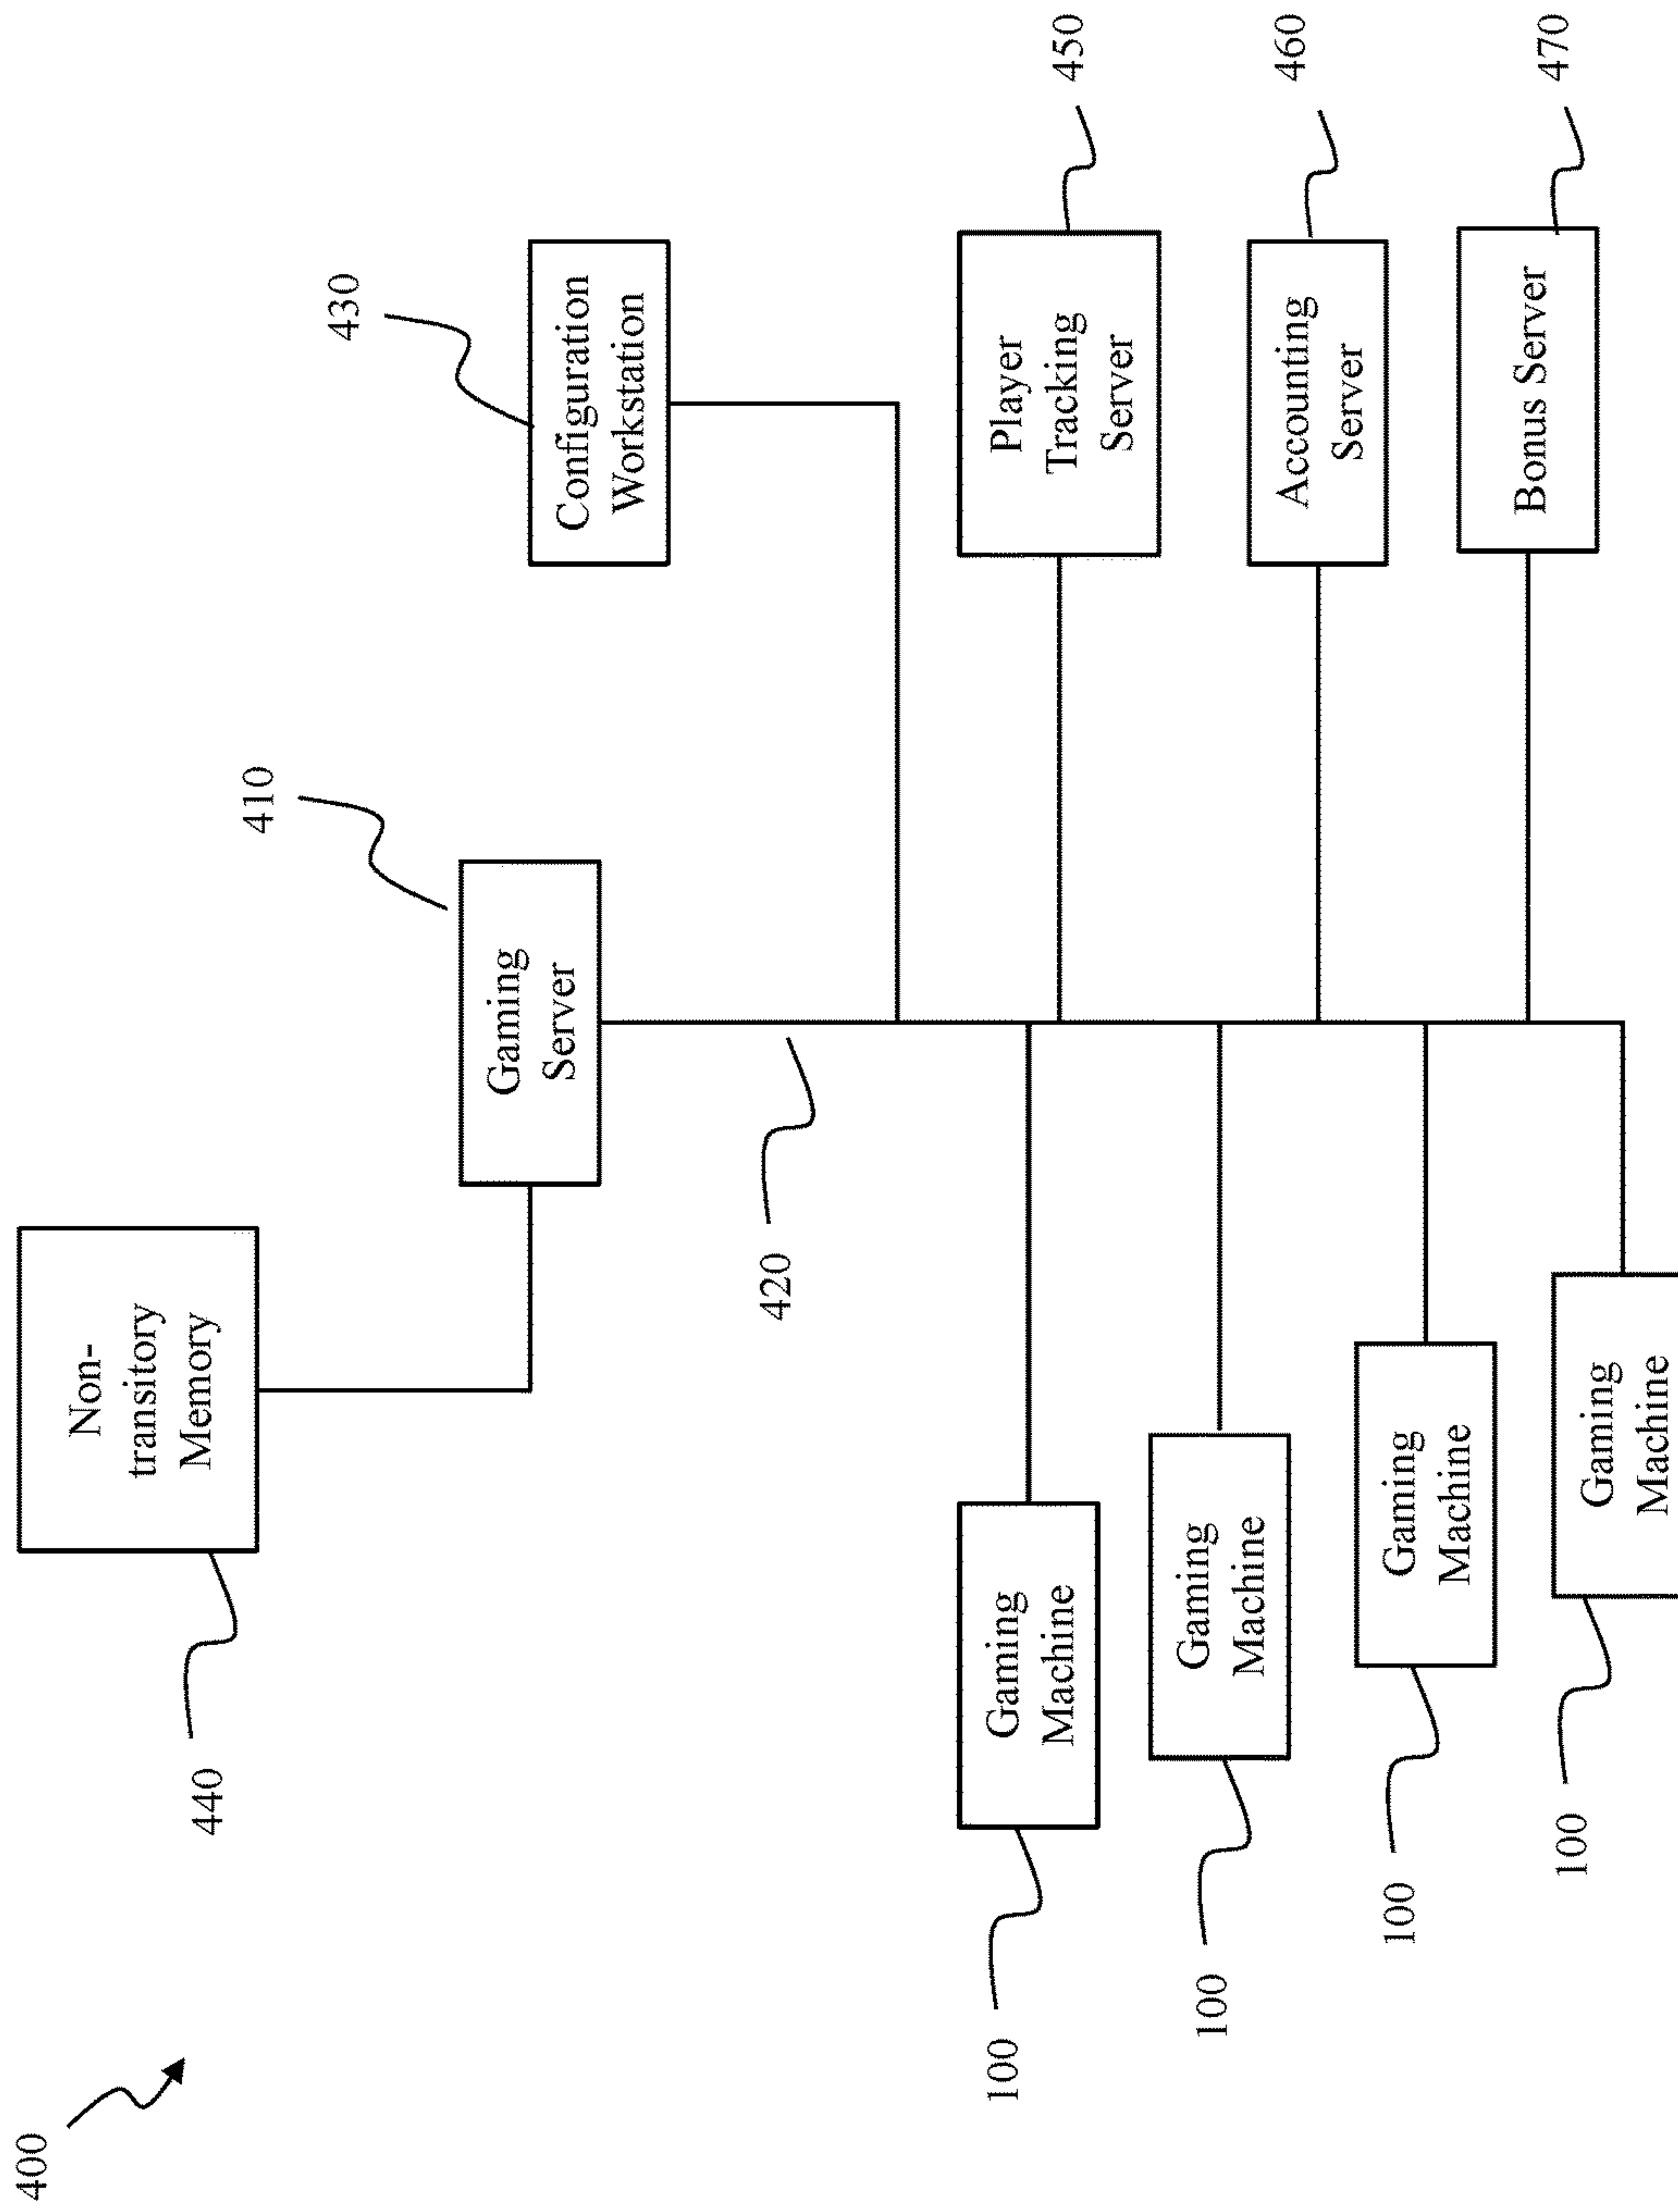 400
440
Non-
transitory
Memory
410
Gaming
Server
430
Configuration
Workstation
420
100
Gaming
Machine
Player
Tracking
Server
450
100
Gaming
Machine
Accounting
Server
460
100
Gaming
Machine
Bonus Server
470
100
Gaming
Machine